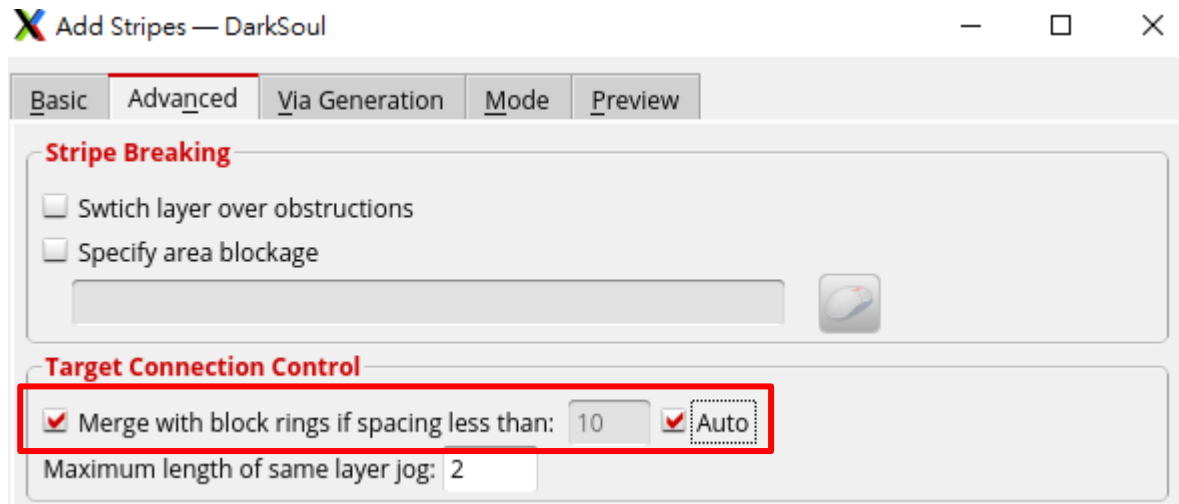 Add Stripes — DarkSoul
Basic Advanced Via Generation Mode Preview
Stripe Breaking
Swtich layer over obstructions
Specify area blockage
Target Connection Control
Merge with block rings if spacing less than: 10 Auto
Maximum length of same layer jog: 2